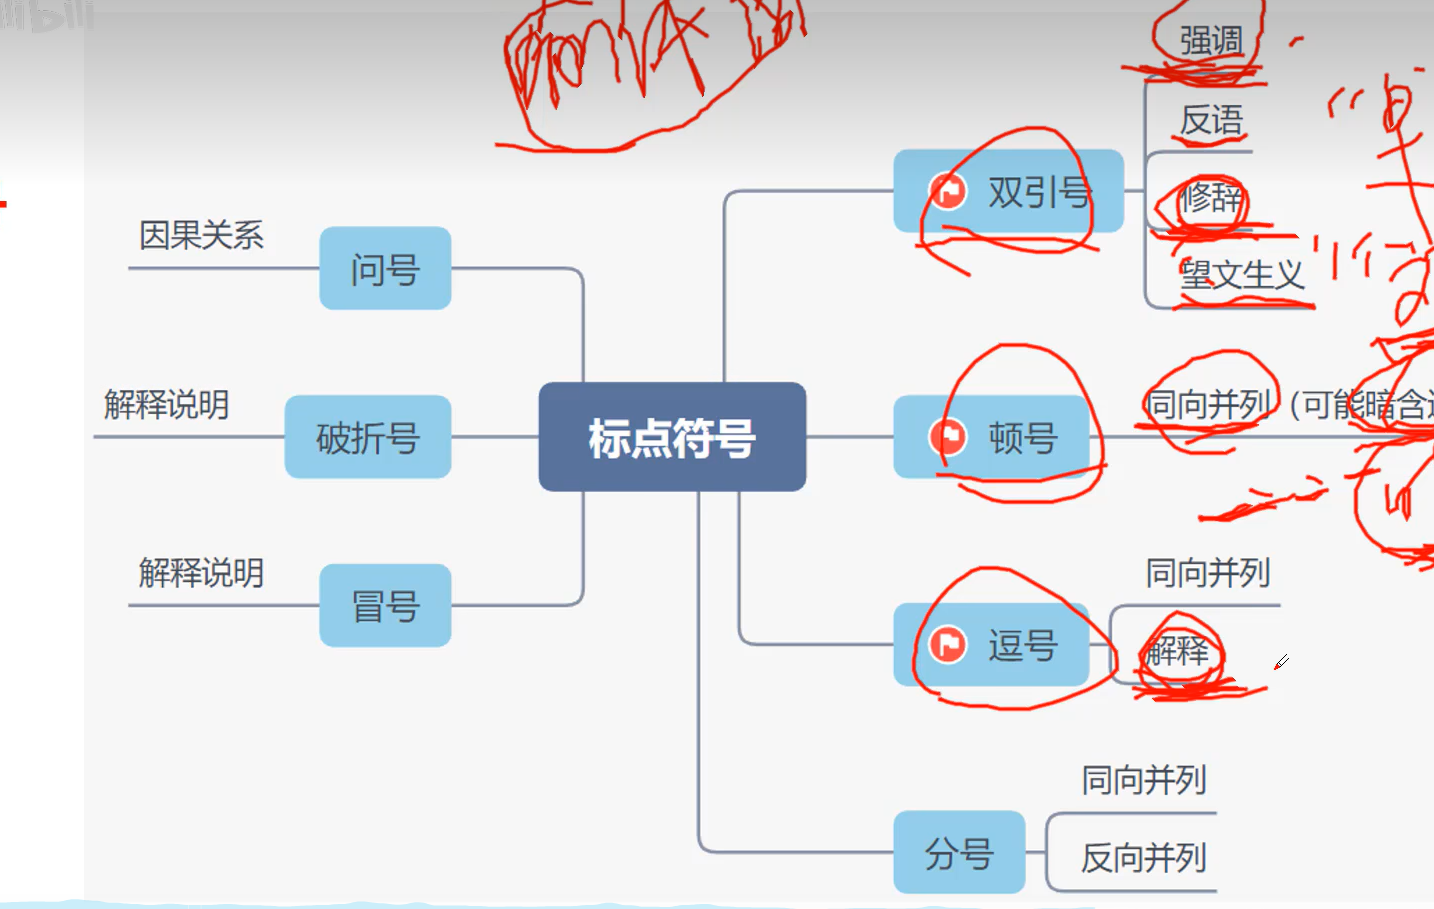 bilibili
强调
反语
双引号
修辞
望文生义
因果关系
问号
解释说明
破折号
标点符号
顿号
同向并列（可能暗含
解释说明
冒号
同向并列
逗号
解释
同向并列
分号
反向并列